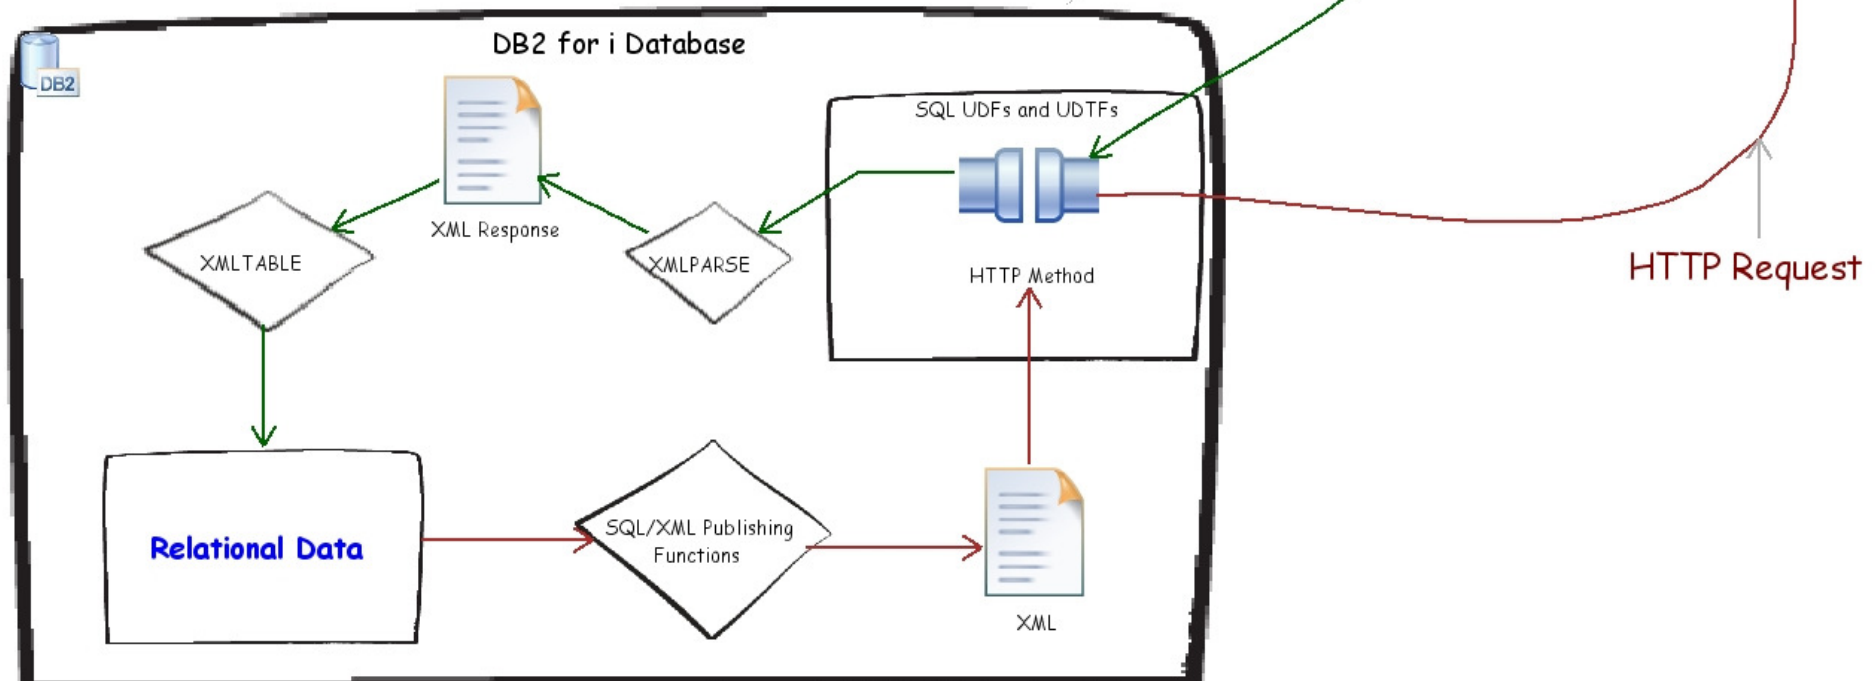 DB2 for i Database
DB2
SQL UDFs and UDTFs
XML Response
XMLTABLE
XMLPARSE
HTTP Method
HTTP Request
Relational Data
SQL/XML Publishing
Functions
XML